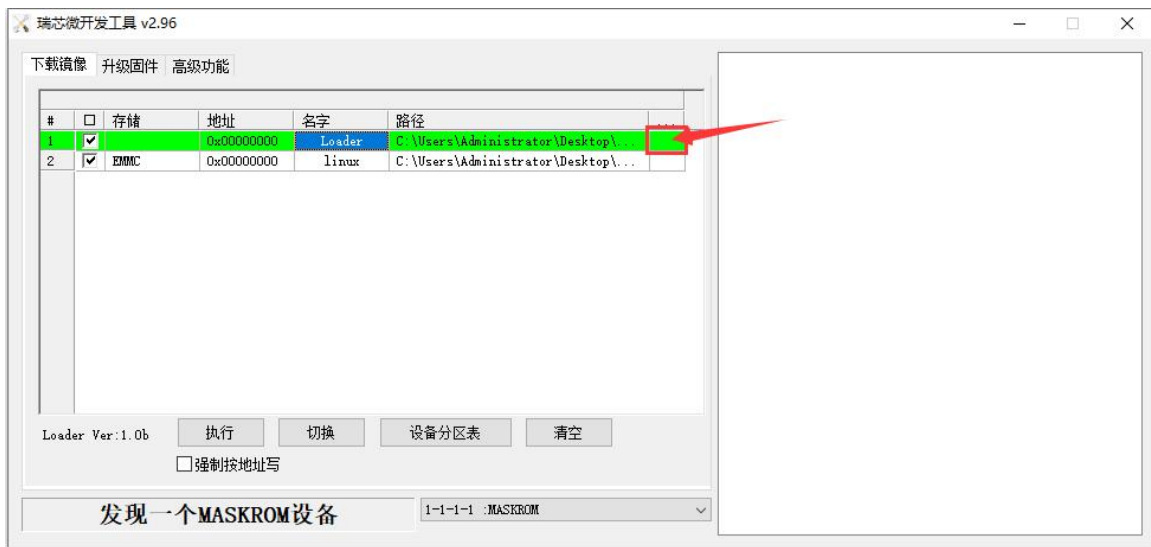 瑞芯微开发工具 v2.96
下载镜像 升级固件 高级功能
# 存储 地址 名字 路径 ...
1 0x00000000 Loader C:\Users\Administrator\Desktop\...
2 EMMC 0x00000000 linux C:\Users\Administrator\Desktop\...
Loader Ver:1.0b 执行 切换 设备分区表 清空
强制按地址写
发现一个MASKROM设备 1-1-1-1 :MASKROM